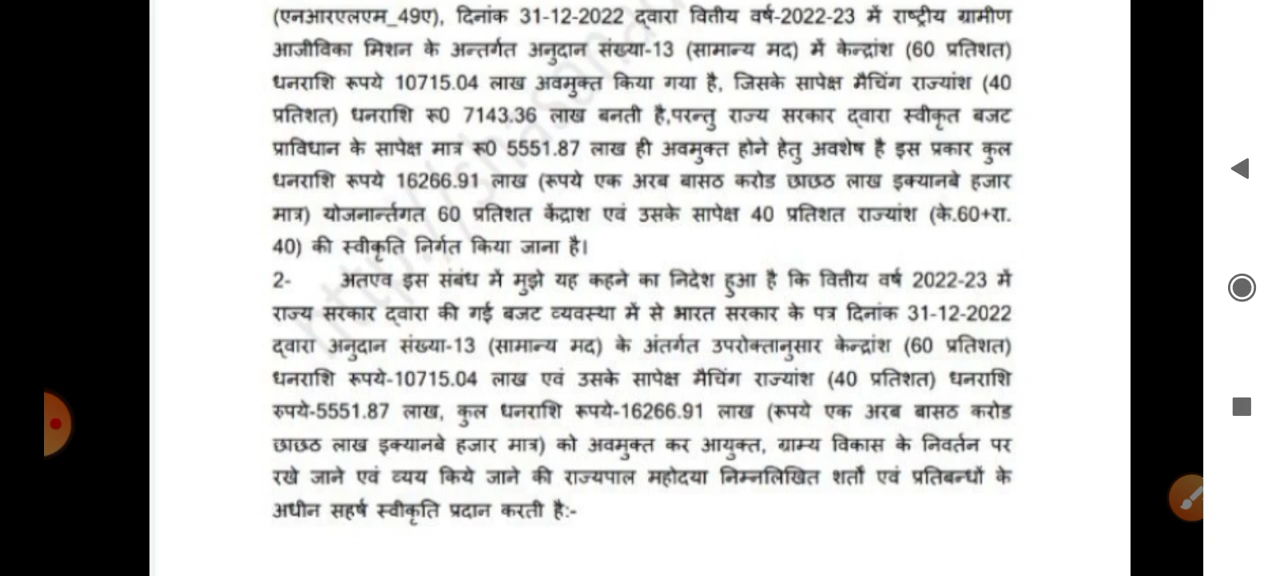 (एनआरएलएम_49ए), दिनांक 31-12-2022 द्वारा वित्तीय वर्ष-2022-23 में राष्ट्रीय ग्रामीण
आजीविका मिशन के अन्तर्गत अनुदान संख्या-13 (सामान्य मद) में केन्द्रांश (60 प्रतिशत)
धनराशि रूपये 10715.04 लाख अवमुक्त किया गया है, जिसके सापेक्ष मैचिंग राज्यांश (40
प्रतिशत) धनराशि रू0 7143.36 लाख बनती है,परन्तु राज्य सरकार द्वारा स्वीकृत बजट
प्राविधान के सापेक्ष मात्र रू0 5551.87 लाख ही अवमुक्त होने हेतु अवशेष है इस प्रकार कुल
धनराशि रूपये 16266.91 लाख (रूपये एक अरब बासठ करोड छाछठ लाख इक्यानबे हजार
मात्र) योजनार्न्तगत 60 प्रतिशत केंद्राश एवं उसके सापेक्ष 40 प्रतिशत राज्यांश (के.60+रा.
40) की स्वीकृति निर्गत किया जाना है।
2- अतएव इस संबंध में मुझे यह कहने का निदेश हुआ है कि वित्तीय वर्ष 2022-23 में
राज्य सरकार द्वारा की गई बजट व्यवस्था में से भारत सरकार के पत्र दिनांक 31-12-2022
द्वारा अनुदान संख्या-13 (सामान्य मद) के अंतर्गत उपरोक्तानुसार केन्द्रांश (60 प्रतिशत)
धनराशि रूपये-10715.04 लाख एवं उसके सापेक्ष मैचिंग राज्यांश (40 प्रतिशत) धनराशि
रुपये-5551.87 लाख, कुल धनराशि रूपये-16266.91 लाख (रूपये एक अरब बासठ करोड
छाछठ लाख इक्यानबे हजार मात्र) को अवमुक्त कर आयुक्त, ग्राम्य विकास के निवर्तन पर
रखे जाने एवं व्यय किये जाने की राज्यपाल महोदया निम्नलिखित शर्तों एवं प्रतिबन्धों के
अधीन सहर्ष स्वीकृति प्रदान करती है:-